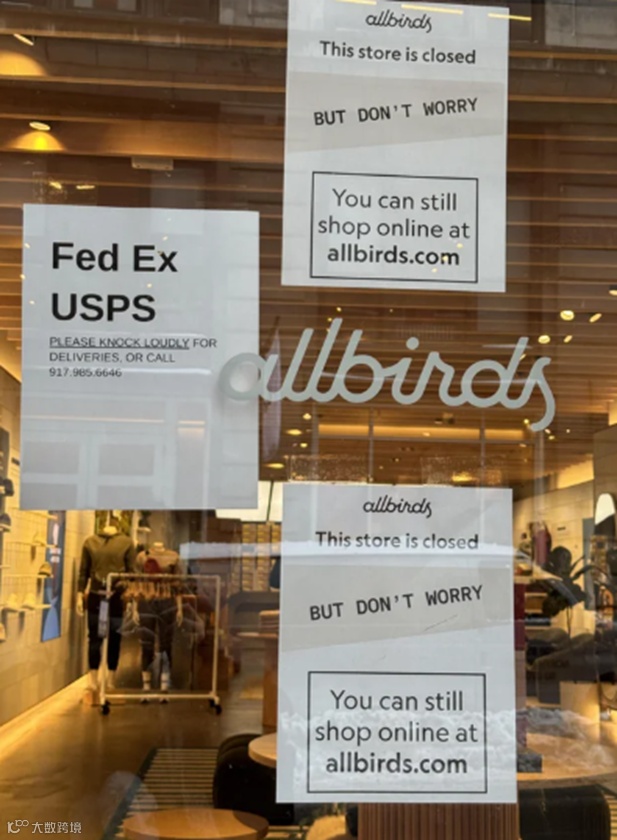 allbirds
This store is closed
BUT DON'T WORRY
You can still
shop online at
allbirds.com
Fed Ex
USPS
PLEASE KNOCK LOUDLY FOR
DELIVERIES, OR CALL
917.985.6646
allbirds
allbirds
This store is closed
BUT DON'T WORRY
You can still
shop online at
allbirds.com
大数跨境